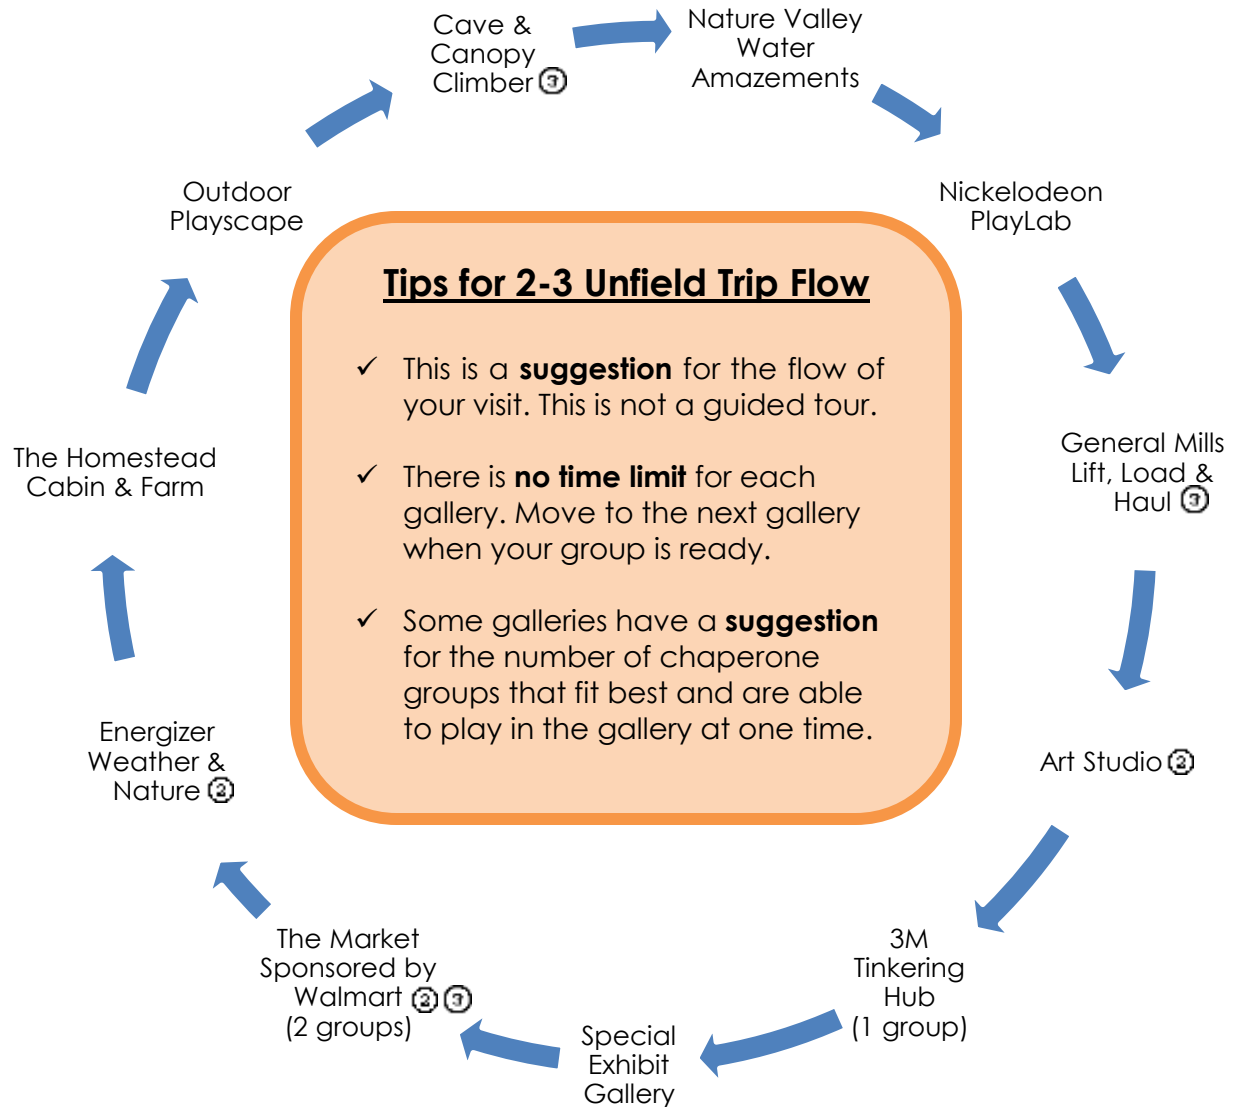 Cave &
Canopy
Climber ③
Nature Valley
Water
Amazements
Nickelodeon
PlayLab
General Mills
Lift, Load &
Haul ③
Art Studio ②
3M
Tinkering
Hub
(1 group)
Special
Exhibit
Gallery
The Market
Sponsored by
Walmart ② ③
(2 groups)
Energizer
Weather &
Nature ②
The Homestead
Cabin & Farm
Outdoor
Playscape
Tips for 2-3 Unfield Trip Flow
✓ This is a suggestion for the flow of
your visit. This is not a guided tour.
✓ There is no time limit for each
gallery. Move to the next gallery
when your group is ready.
✓ Some galleries have a suggestion
for the number of chaperone
groups that fit best and are able
to play in the gallery at one time.